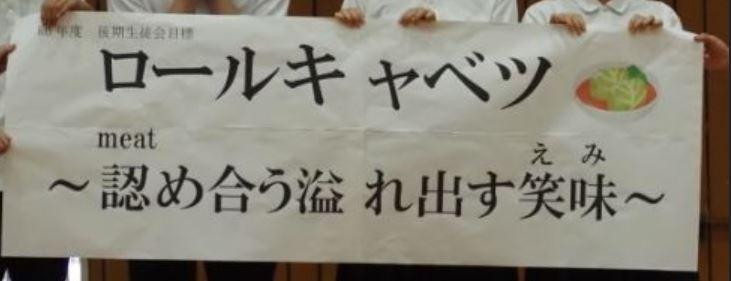 年度 後期生徒会目標
ロールキャベツ
meat
えみ
～認め合う溢れ出す笑味～